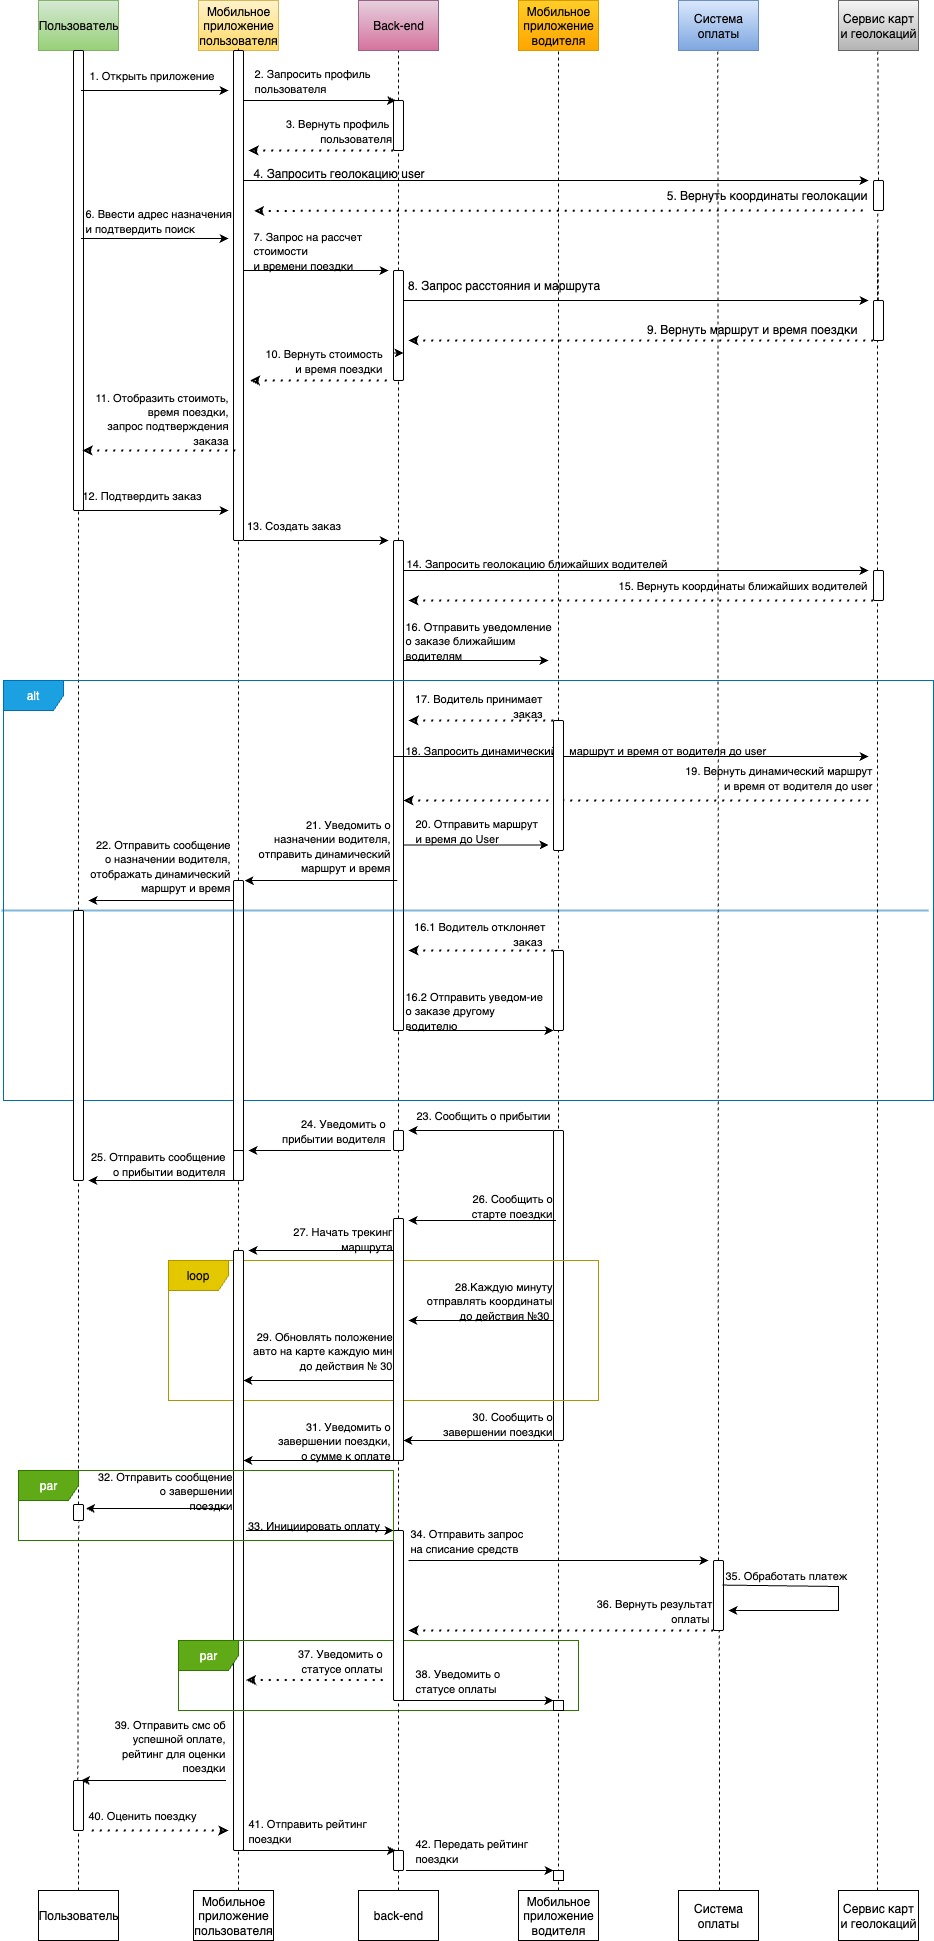 Пользователь
Мобильное
приложение
пользователя
Back-end
Мобильное
приложение
водителя
Система
оплаты
Сервис карт
и геолокаций
1. Открыть приложение
2. Запросить профиль
пользователя
3. Вернуть профиль
пользователя
4. Запросить геолокацию user
5. Вернуть координаты геолокации
6. Ввести адрес назначения
и подтвердить поиск
7. Запрос на рассчет
стоимости
и времени поездки
8. Запрос расстояния и маршрута
9. Вернуть маршрут и время поездки
10. Вернуть стоимость
и время поездки
11. Отобразить стоимоть,
время поездки,
запрос подтверждения
заказа
12. Подтвердить заказ
13. Создать заказ
14. Запросить геолокацию ближайших водителей
15. Вернуть координаты ближайших водителей
16. Отправить уведомление
о заказе ближайшим
водителям
alt
17. Водитель принимает
заказ
18. Запросить динамический маршрут и время от водителя до user
19. Вернуть динамический маршрут
и время от водителя до user
20. Отправить маршрут
и время до User
21. Уведомить о
назначении водителя,
отправить динамический
маршрут и время
22. Отправить сообщение
о назначении водителя,
отображать динамический
маршрут и время
16.1 Водитель отклоняет
заказ
16.2 Отправить уведом-ие
о заказе другому
водителю
23. Сообщить о прибытии
24. Уведомить о
прибытии водителя
25. Отправить сообщение
о прибытии водителя
26. Сообщить о
старте поездки
27. Начать трекинг
маршрута
loop
28.Каждую минуту
отправлять координаты
до действия №30
29. Обновлять положение
авто на карте каждую мин
до действия № 30
30. Сообщить о
завершении поездки
31. Уведомить о
завершении поездки,
о сумме к оплате
par
32. Отправить сообщение
о завершении
поездки
33. Инициировать оплату
34. Отправить запрос
на списание средств
35. Обработать платеж
36. Вернуть результат
оплаты
par
37. Уведомить о
статусе оплаты
38. Уведомить о
статусе оплаты
39. Отправить смс об
успешной оплате,
рейтинг для оценки
поездки
40. Оценить поездку
41. Отправить рейтинг
поездки
42. Передать рейтинг
поездки
Пользователь
Мобильное
приложение
пользователя
back-end
Мобильное
приложение
водителя
Система
оплаты
Сервис карт
и геолокаций